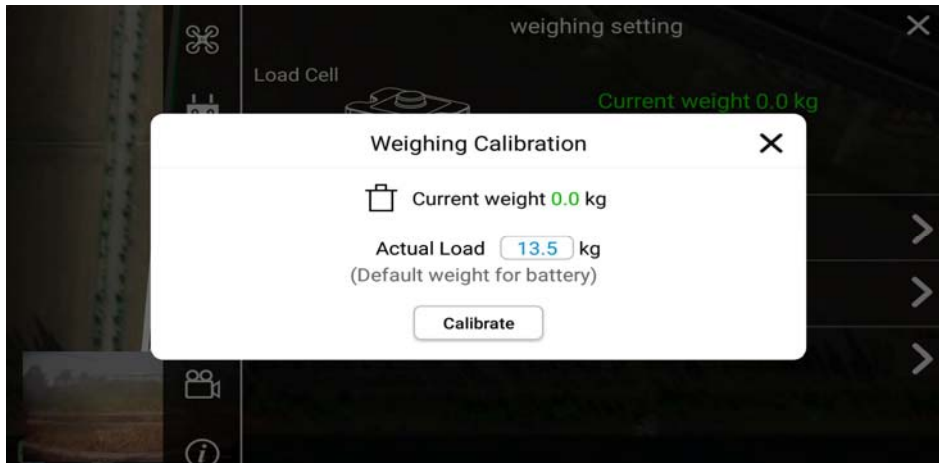 weighing setting
Load Cell
Current weight 0.0 kg
Weighing Calibration
Current weight 0.0 kg
Actual Load 13.5 kg
(Default weight for battery)
Calibrate